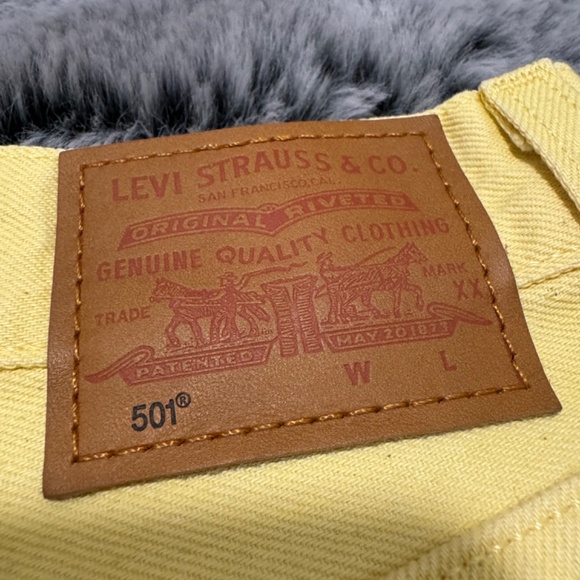 LEVI STRAUSS & CO.
SAN FRANCISCO, CAL.
ORIGINAL RIVETED
GENUINE QUALITY CLOTHING
TRADE MARK
XX
PATENTED MAY 20 1873
W L
501®